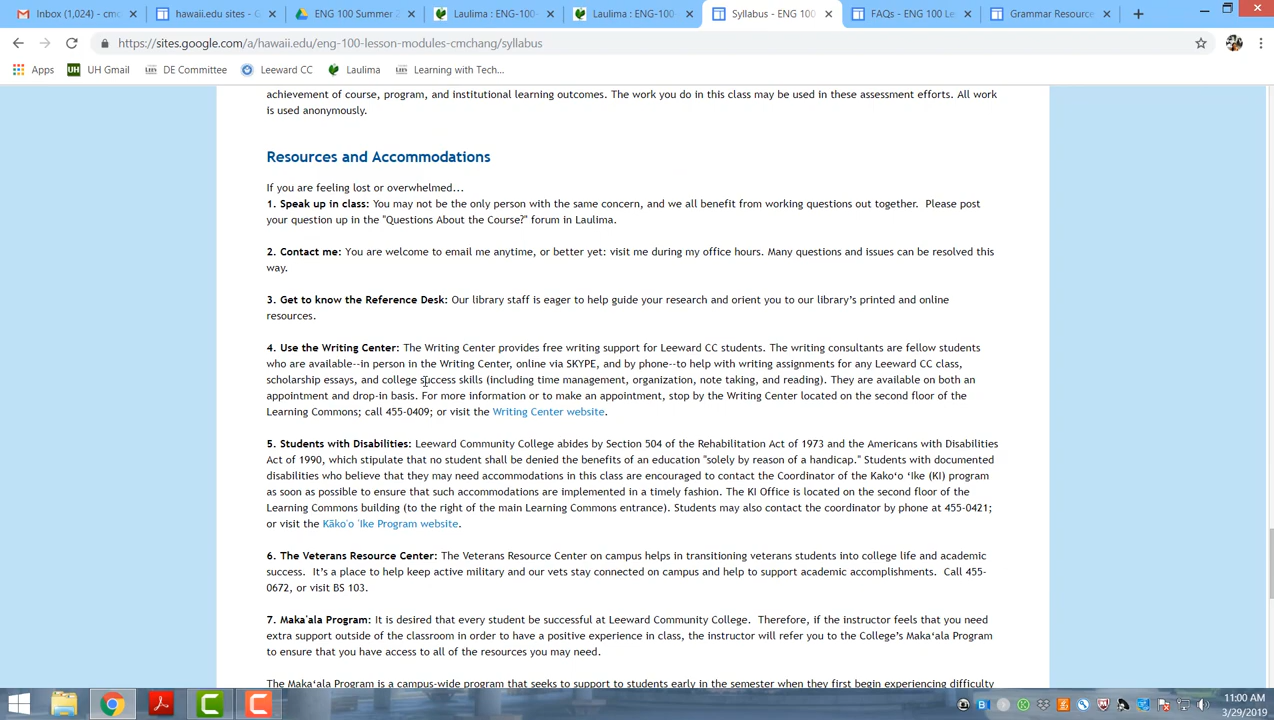 Inbox (1,024) - cmc
hawaii.edu sites - G
ENG 100 Summer 2
Laulima : ENG-100-
Laulima : ENG-100-
Syllabus - ENG 100
FAQs - ENG 100 Le
Grammar Resource
https://sites.google.com/a/hawaii.edu/eng-100-lesson-modules-cmchang/syllabus
Apps UH Gmail DE Committee Leeward CC Laulima Learning with Tech...
achievement of course, program, and institutional learning outcomes. The work you do in this class may be used in these assessment efforts. All work
is used anonymously.
Resources and Accommodations
If you are feeling lost or overwhelmed...
1. Speak up in class: You may not be the only person with the same concern, and we all benefit from working questions out together. Please post
your question up in the "Questions About the Course?" forum in Laulima.
2. Contact me: You are welcome to email me anytime, or better yet: visit me during my office hours. Many questions and issues can be resolved this
way.
3. Get to know the Reference Desk: Our library staff is eager to help guide your research and orient you to our library's printed and online
resources.
4. Use the Writing Center: The Writing Center provides free writing support for Leeward CC students. The writing consultants are fellow students
who are available--in person in the Writing Center, online via SKYPE, and by phone--to help with writing assignments for any Leeward CC class,
scholarship essays, and college success skills (including time management, organization, note taking, and reading). They are available on both an
appointment and drop-in basis. For more information or to make an appointment, stop by the Writing Center located on the second floor of the
Learning Commons; call 455-0409; or visit the Writing Center website.
5. Students with Disabilities: Leeward Community College abides by Section 504 of the Rehabilitation Act of 1973 and the Americans with Disabilities
Act of 1990, which stipulate that no student shall be denied the benefits of an education "solely by reason of a handicap." Students with documented
disabilities who believe that they may need accommodations in this class are encouraged to contact the Coordinator of the Kakoʻo ʻIke (KI) program
as soon as possible to ensure that such accommodations are implemented in a timely fashion. The KI Office is located on the second floor of the
Learning Commons building (to the right of the main Learning Commons entrance). Students may also contact the coordinator by phone at 455-0421;
or visit the Kāko'o 'Ike Program website.
6. The Veterans Resource Center: The Veterans Resource Center on campus helps in transitioning veterans students into college life and academic
success. It's a place to help keep active military and our vets stay connected on campus and help to support academic accomplishments. Call 455-
0672, or visit BS 103.
7. Maka'ala Program: It is desired that every student be successful at Leeward Community College. Therefore, if the instructor feels that you need
extra support outside of the classroom in order to have a positive experience in class, the instructor will refer you to the College's Makaʻala Program
to ensure that you have access to all of the resources you may need.
The Makaʻala Program is a campus-wide program that seeks to support to students early in the semester when they first begin experiencing difficulty
11:00 AM
3/29/2019